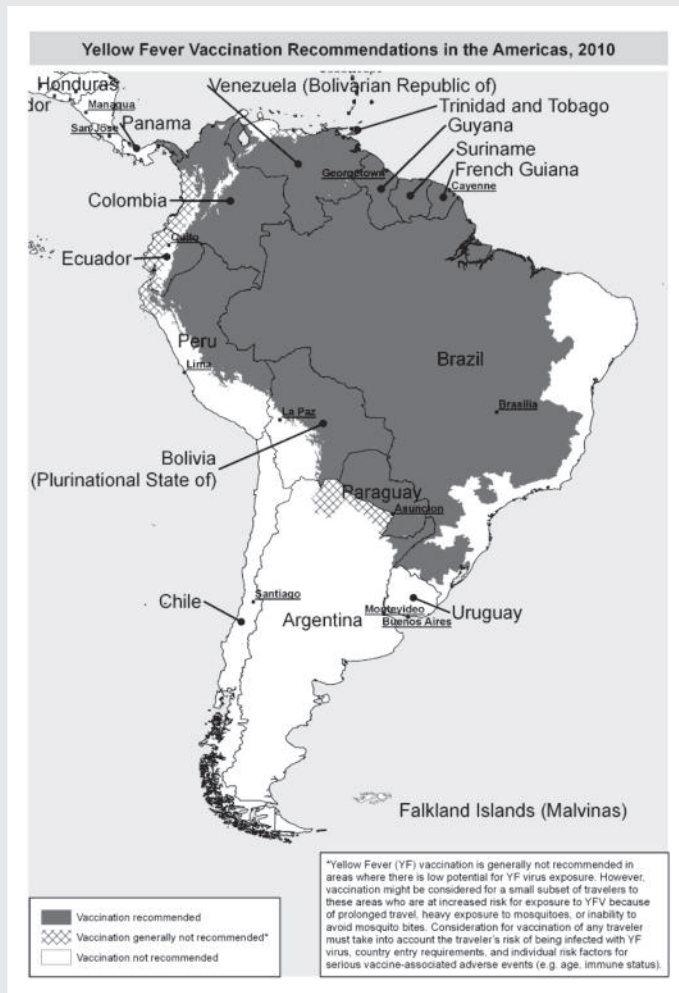 Yellow Fever Vaccination Recommendations in the Americas, 2010
Honduras
Venezuela (Bolivarian Republic of)
Managua
Trinidad and Tobago
San Jose
Panama
Guyana
Suriname
Georgetown
French Guiana
Cayenne
Colombia
Quito
Ecuador
Peru
Brazil
Lima
Brasilia
La Paz
Bolivia
(Plurinational State of)
Paraguay
Asuncion
Chile
Santiago
Argentina
Montevideo
Uruguay
Buenos Aires
Falkland Islands (Malvinas)
Vaccination recommended
Vaccination generally not recommended*
Vaccination not recommended
*Yellow Fever (YF) vaccination is generally not recommended in
areas where there is low potential for YF virus exposure. However,
vaccination might be considered for a small subset of travelers to
these areas who are at increased risk for exposure to YFV because
of prolonged travel, heavy exposure to mosquitoes, or inability to
avoid mosquito bites. Consideration for vaccination of any traveler
must take into account the traveler's risk of being infected with YF
virus, country entry requirements, and individual risk factors for
serious vaccine-associated adverse events (e.g. age, immune status).